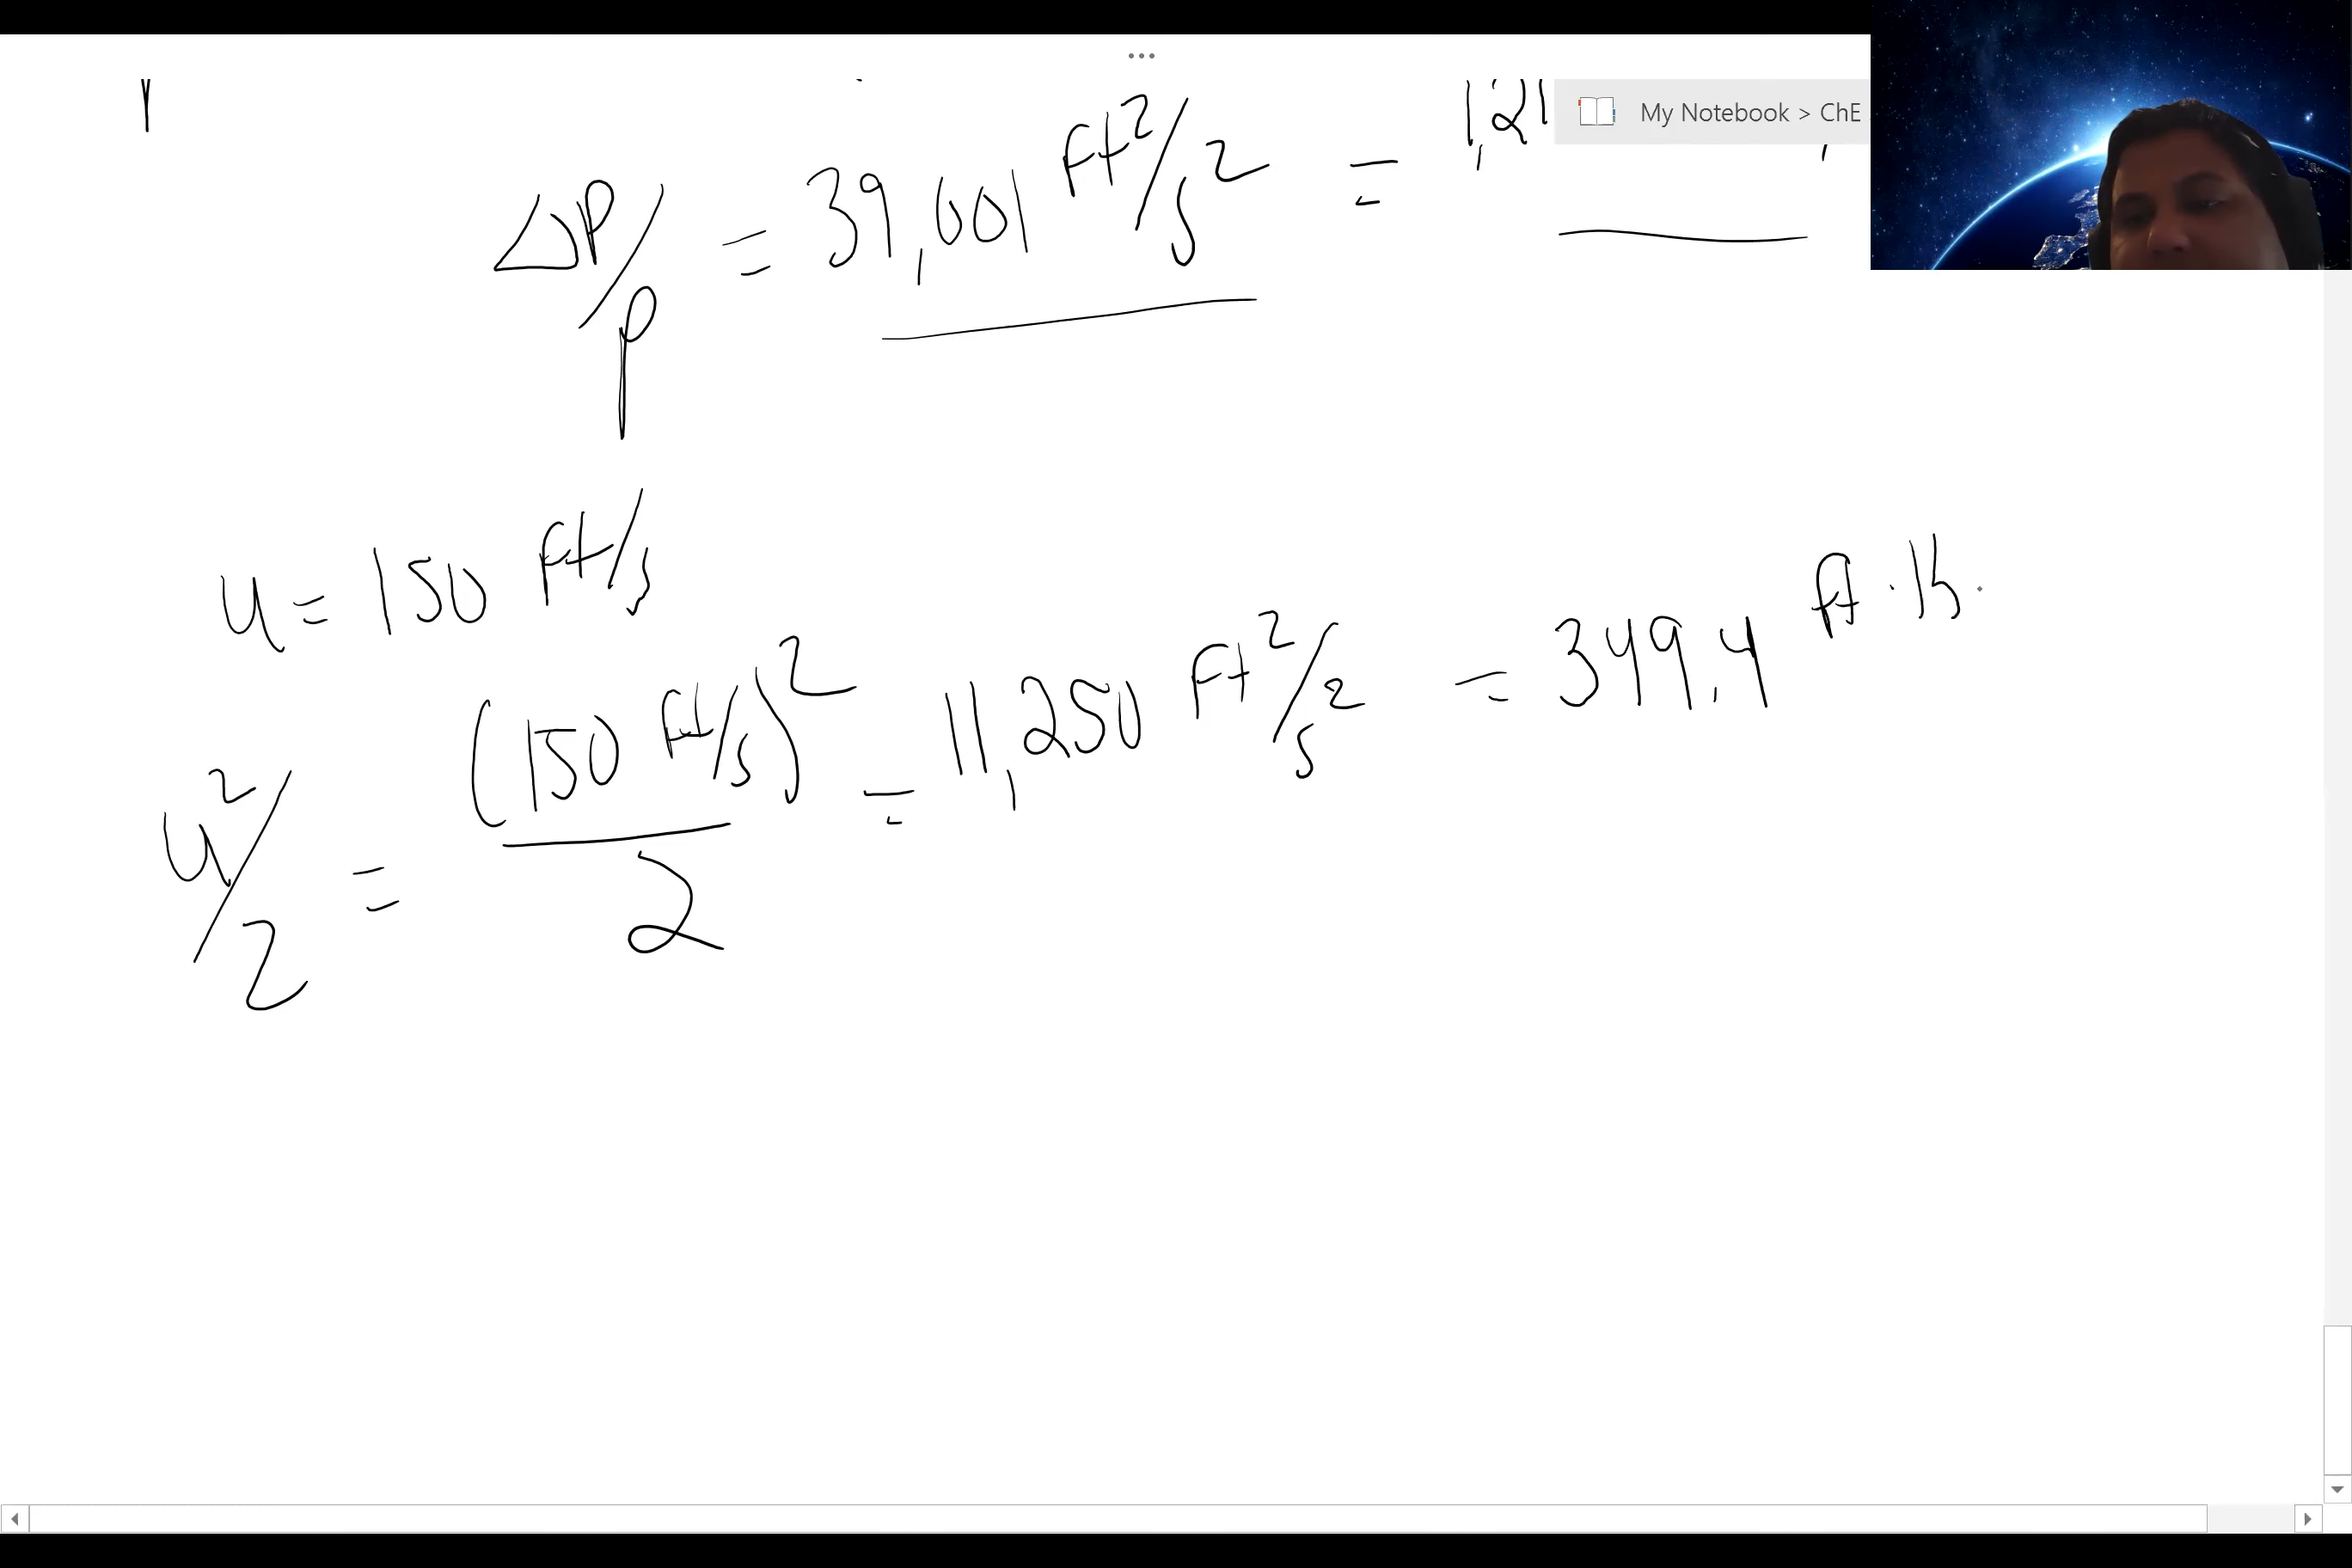 1,21
My Notebook > ChE
ΔP/ρ = 39,001 ft²/s² =
u = 150 ft/s
u²/2 = (150 ft/s)²/2 = 11,250 ft²/s² = 349.4 ft·lb.